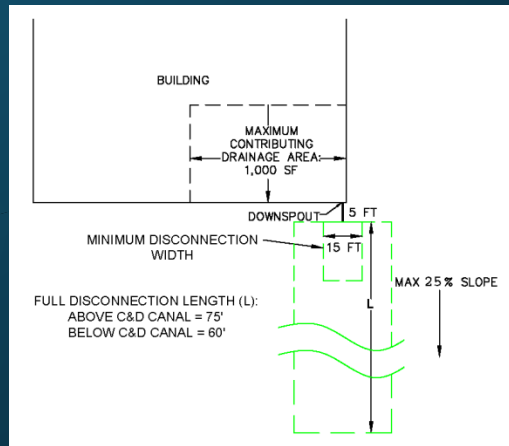 BUILDING
MAXIMUM
CONTRIBUTING
DRAINAGE AREA:
1,000 SF
DOWNSPOUT
5 FT
MINIMUM DISCONNECTION
WIDTH
15 FT
MAX 25% SLOPE
FULL DISCONNECTION LENGTH (L):
ABOVE C&D CANAL = 75'
BELOW C&D CANAL = 60'
L